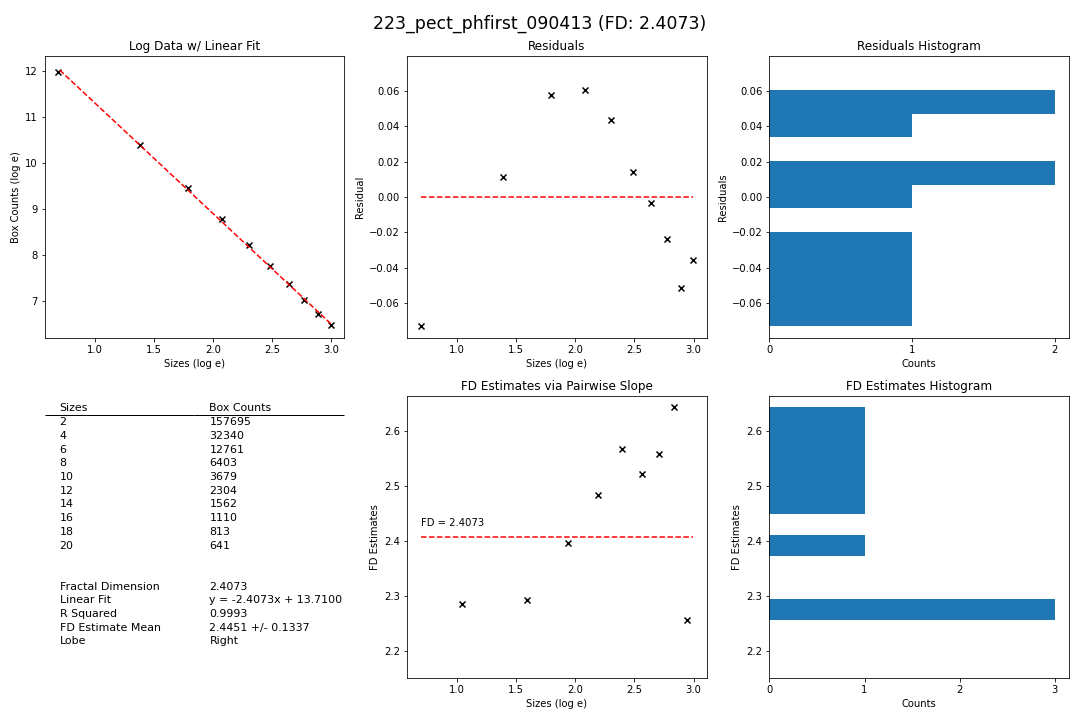 223_pect_phfirst_090413 (FD: 2.4073)
Log Data w/ Linear Fit
12
11
10
9
8
7
Box Counts (log e)
1.0 1.5 2.0 2.5 3.0
Sizes (log e)
Residuals
0.06
0.04
0.02
0.00
−0.02
−0.04
−0.06
Residual
1.0 1.5 2.0 2.5 3.0
Sizes (log e)
Residuals Histogram
0.06
0.04
0.02
0.00
−0.02
−0.04
−0.06
Residuals
0 1 2
Counts
Sizes Box Counts
2 157695
4 32340
6 12761
8 6403
10 3679
12 2304
14 1562
16 1110
18 813
20 641
Fractal Dimension 2.4073
Linear Fit y = -2.4073x + 13.7100
R Squared 0.9993
FD Estimate Mean 2.4451 +/- 0.1337
Lobe Right
FD Estimates via Pairwise Slope
2.6
2.5
2.4
2.3
2.2
FD Estimates
FD = 2.4073
1.0 1.5 2.0 2.5 3.0
Sizes (log e)
FD Estimates Histogram
2.6
2.5
2.4
2.3
2.2
FD Estimates
0 1 2 3
Counts